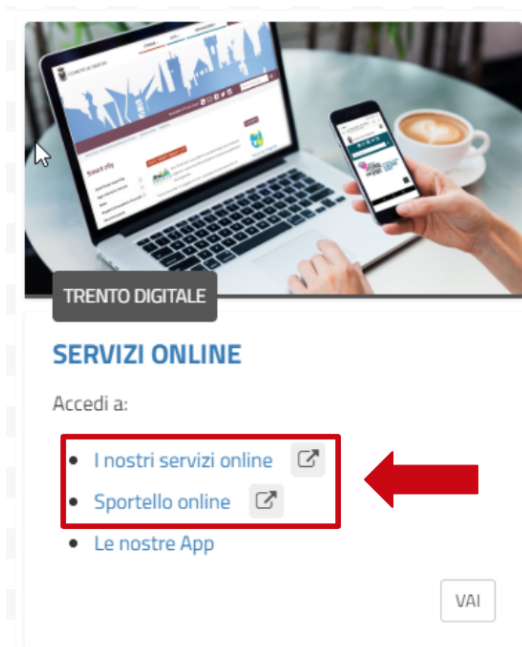 TRENTO DIGITALE
SERVIZI ONLINE
Accedi a:
I nostri servizi online
Sportello online
Le nostre App
VAI